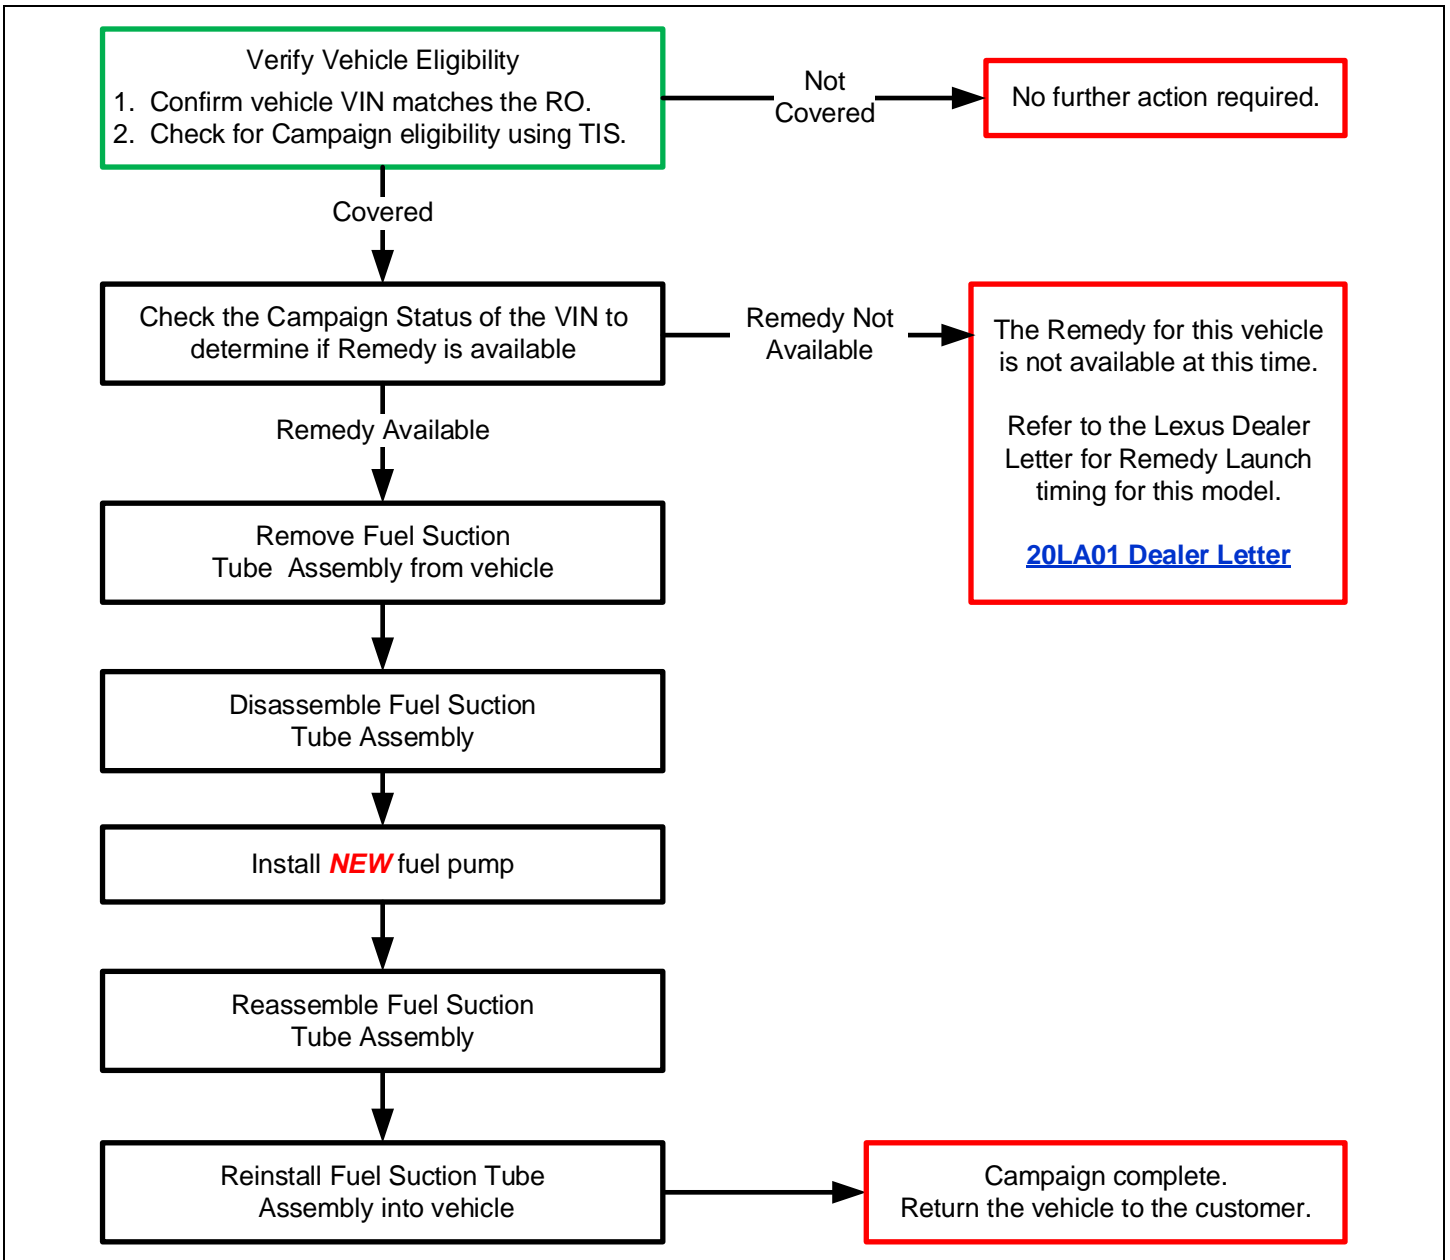 Verify Vehicle Eligibility
1. Confirm vehicle VIN matches the RO.
2. Check for Campaign eligibility using TIS.
Not
Covered
No further action required.
Covered
Check the Campaign Status of the VIN to
determine if Remedy is available
Remedy Not
Available
The Remedy for this vehicle
is not available at this time.
Refer to the Lexus Dealer
Letter for Remedy Launch
timing for this model.
20LA01 Dealer Letter
Remedy Available
Remove Fuel Suction
Tube Assembly from vehicle
Disassemble Fuel Suction
Tube Assembly
Install NEW fuel pump
Reassemble Fuel Suction
Tube Assembly
Reinstall Fuel Suction Tube
Assembly into vehicle
Campaign complete.
Return the vehicle to the customer.